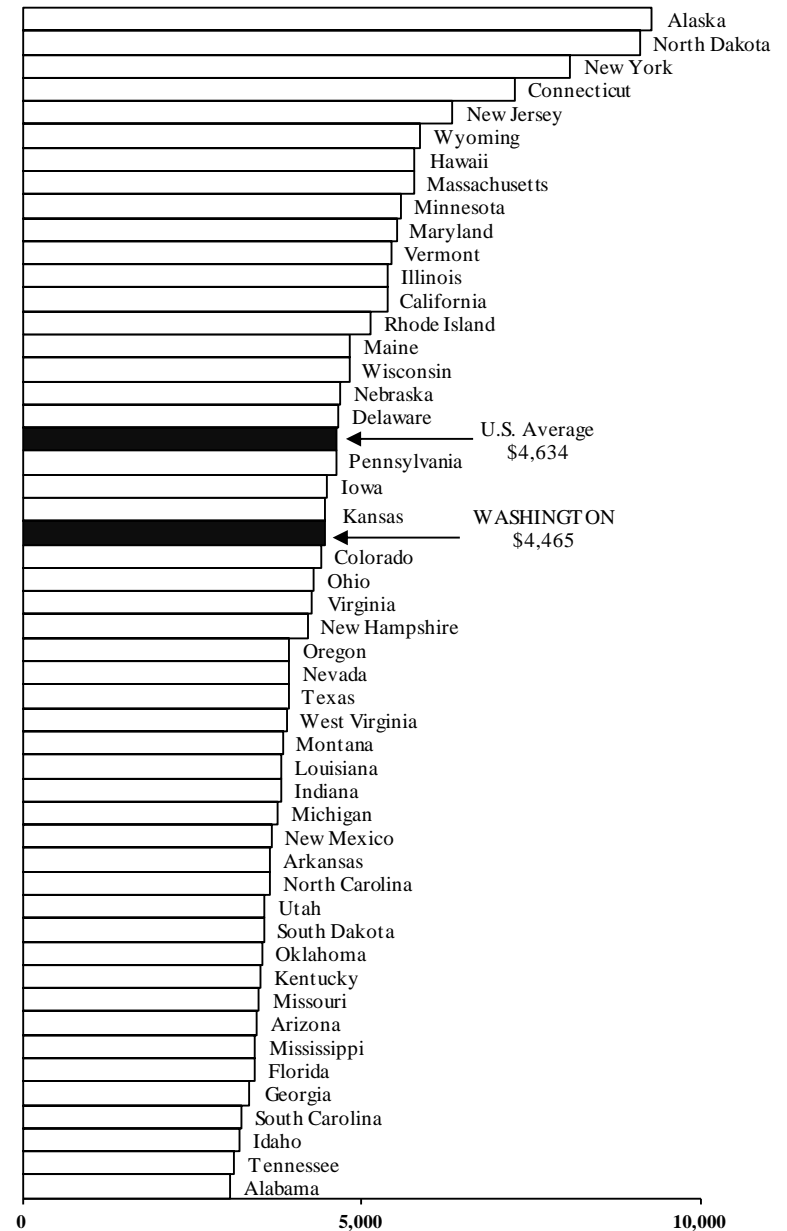 Alaska
North Dakota
New York
Connecticut
New Jersey
Wyoming
Hawaii
Massachusetts
Minnesota
Maryland
Vermont
Illinois
California
Rhode Island
Maine
Wisconsin
Nebraska
Delaware
U.S. Average
$4,634
Pennsylvania
Iowa
Kansas
WASHINGTON
$4,465
Colorado
Ohio
Virginia
New Hampshire
Oregon
Nevada
Texas
West Virginia
Montana
Louisiana
Indiana
Michigan
New Mexico
Arkansas
North Carolina
Utah
South Dakota
Oklahoma
Kentucky
Missouri
Arizona
Mississippi
Florida
Georgia
South Carolina
Idaho
Tennessee
Alabama
0 5,000 10,000